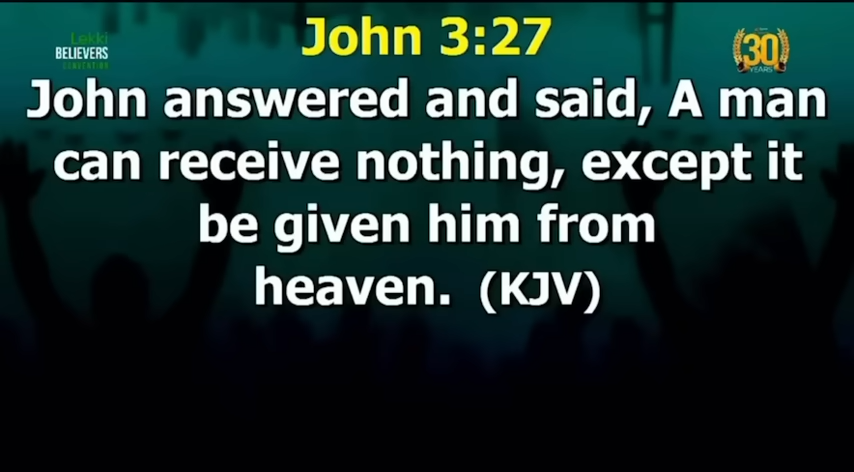 John 3:27
Lekki
BELIEVERS
CONVENTION
30
YEARS
John answered and said, A man
can receive nothing, except it
be given him from
heaven. (KJV)